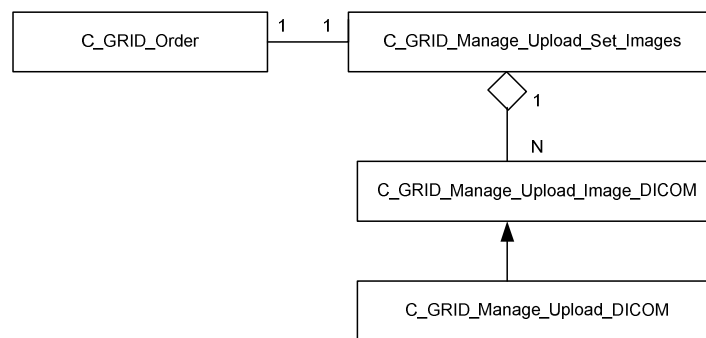 C_GRID_Order
1
1
C_GRID_Manage_Upload_Set_Images
1
N
C_GRID_Manage_Upload_Image_DICOM
C_GRID_Manage_Upload_DICOM